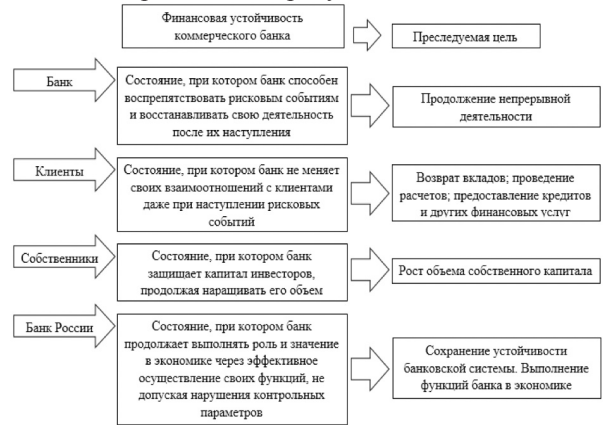 Финансовая устойчивость
коммерческого банка
Преследуемая цель
Банк
Состояние, при котором банк способен
воспрепятствовать рисковым событиям
и восстанавливать свою деятельность
после их наступления
Продолжение непрерывной
деятельности
Клиенты
Состояние, при котором банк не меняет
своих взаимоотношений с клиентами
даже при наступлении рисковых
событий
Возврат вкладов; проведение
расчетов; предоставление кредитов
и других финансовых услуг
Собственники
Состояние, при котором банк
защищает капитал инвесторов,
продолжая наращивать его объем
Рост объема собственного капитала
Банк России
Состояние, при котором банк
продолжает выполнять роль и значение
в экономике через эффективное
осуществление своих функций, не
допуская нарушения контрольных
параметров
Сохранение устойчивости
банковской системы. Выполнение
функций банка в экономике